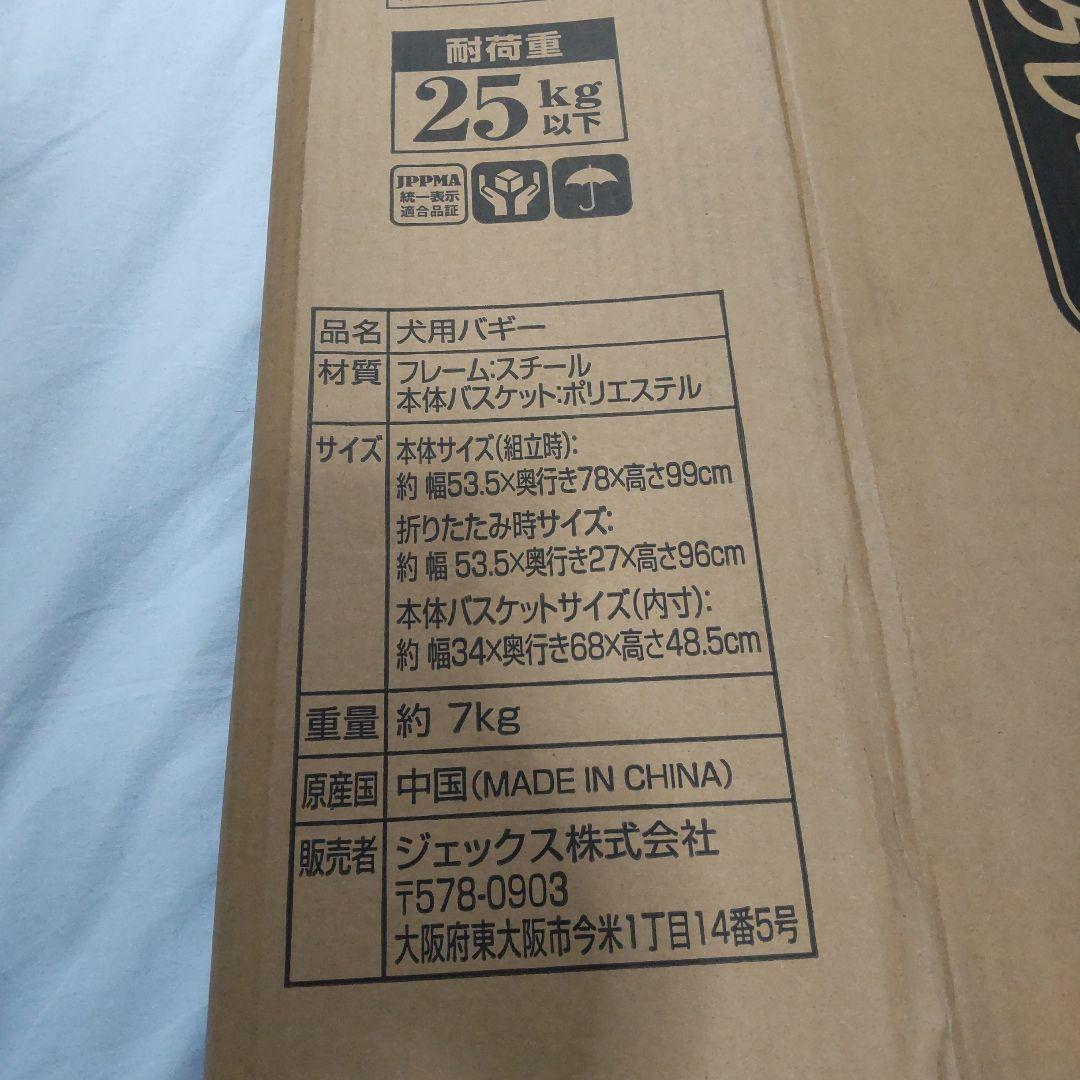 耐荷重
25kg
以下
JPPMA
統一表示
適合品証
品名 犬用バギー
材質 フレーム:スチール
本体バスケット:ポリエステル
サイズ 本体サイズ(組立時):
約 幅53.5×奥行き78×高さ99cm
折りたたみ時サイズ:
約 幅 53.5×奥行き27×高さ96cm
本体バスケットサイズ(内寸):
約 幅34×奥行き68×高さ48.5cm
重量 約 7kg
原産国 中国(MADE IN CHINA)
販売者 ジェックス株式会社
〒578-0903
大阪府東大阪市今米1丁目14番5号